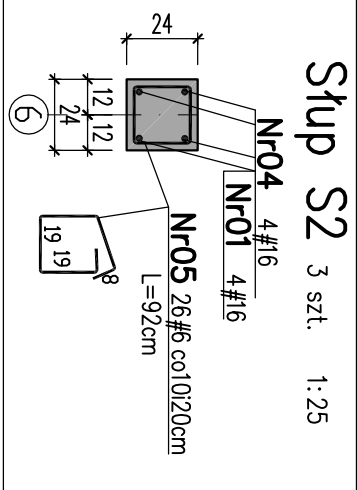 Słup S2 3 szt. 1:25
Nr04 4#16
Nr01 4#16
24
12 12
24
6
Nr05 26#6 co10i20cm
L=92cm
19 19 8